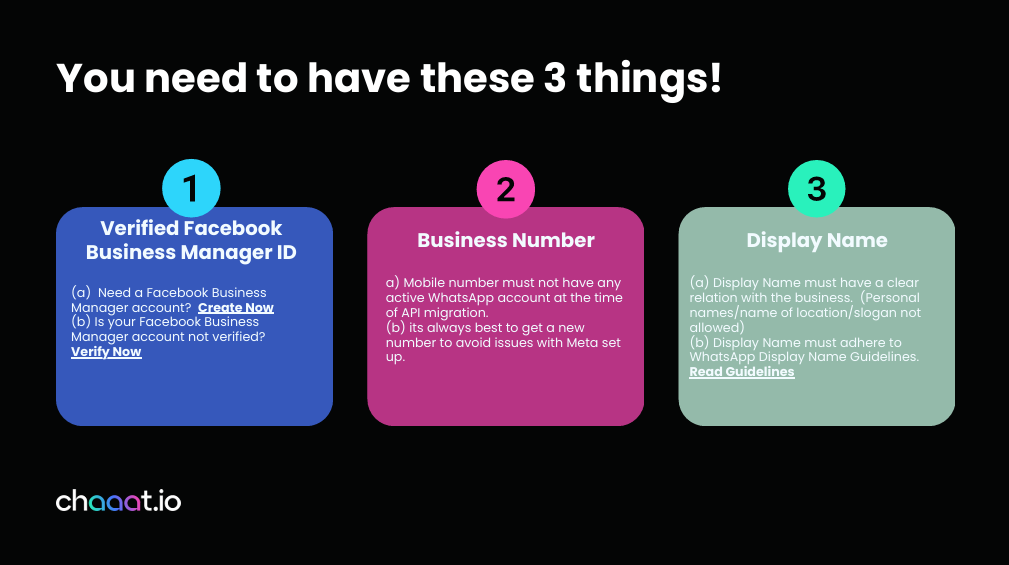 You need to have these 3 things!
1
Verified Facebook
Business Manager ID
(a)  Need a Facebook Business
Manager account?  Create Now
(b) Is your Facebook Business
Manager account not verified?
Verify Now
2
Business Number
a) Mobile number must not have any
active WhatsApp account at the time
of API migration.
(b) its always best to get a new
number to avoid issues with Meta set
up.
3
Display Name
(a) Display Name must have a clear
relation with the business.  (Personal
names/name of location/slogan not
allowed)
(b) Display Name must adhere to
WhatsApp Display Name Guidelines.
Read Guidelines
chaaat.io